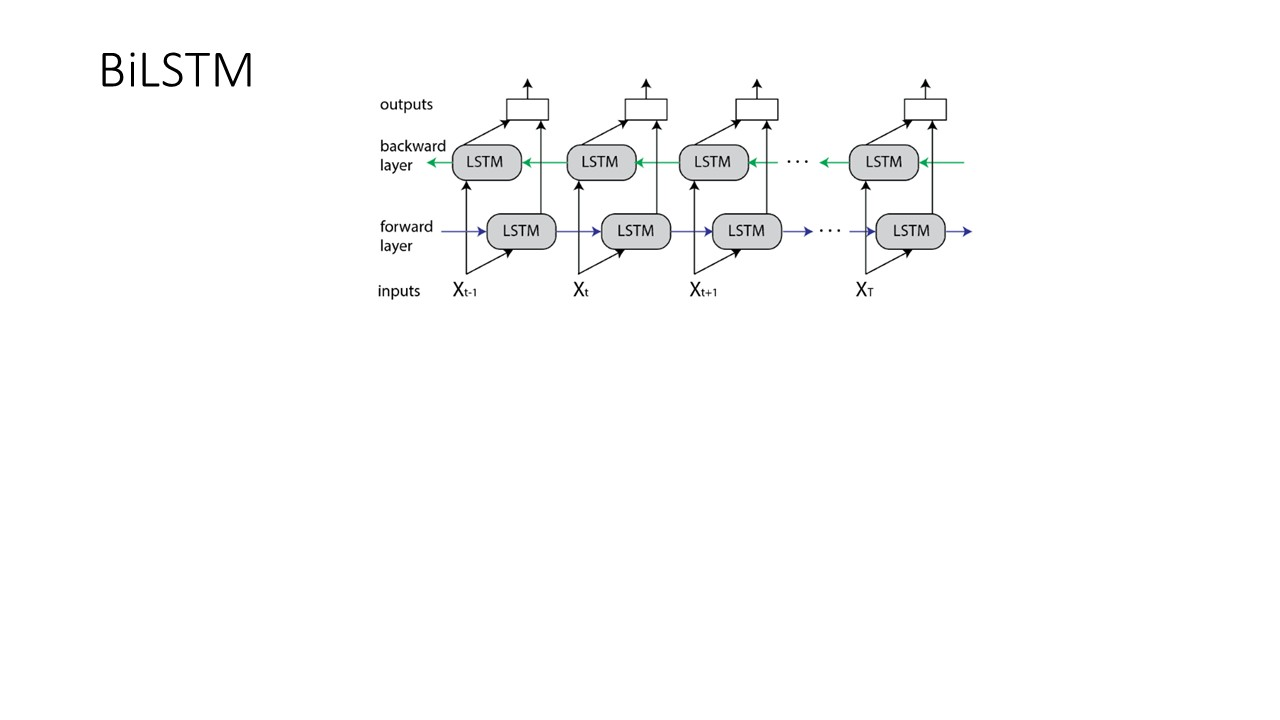 BiLSTM
outputs
backward
layer
LSTM LSTM LSTM ... LSTM
forward
layer
LSTM LSTM LSTM ... LSTM
inputs Xt-1 Xt Xt+1 XT